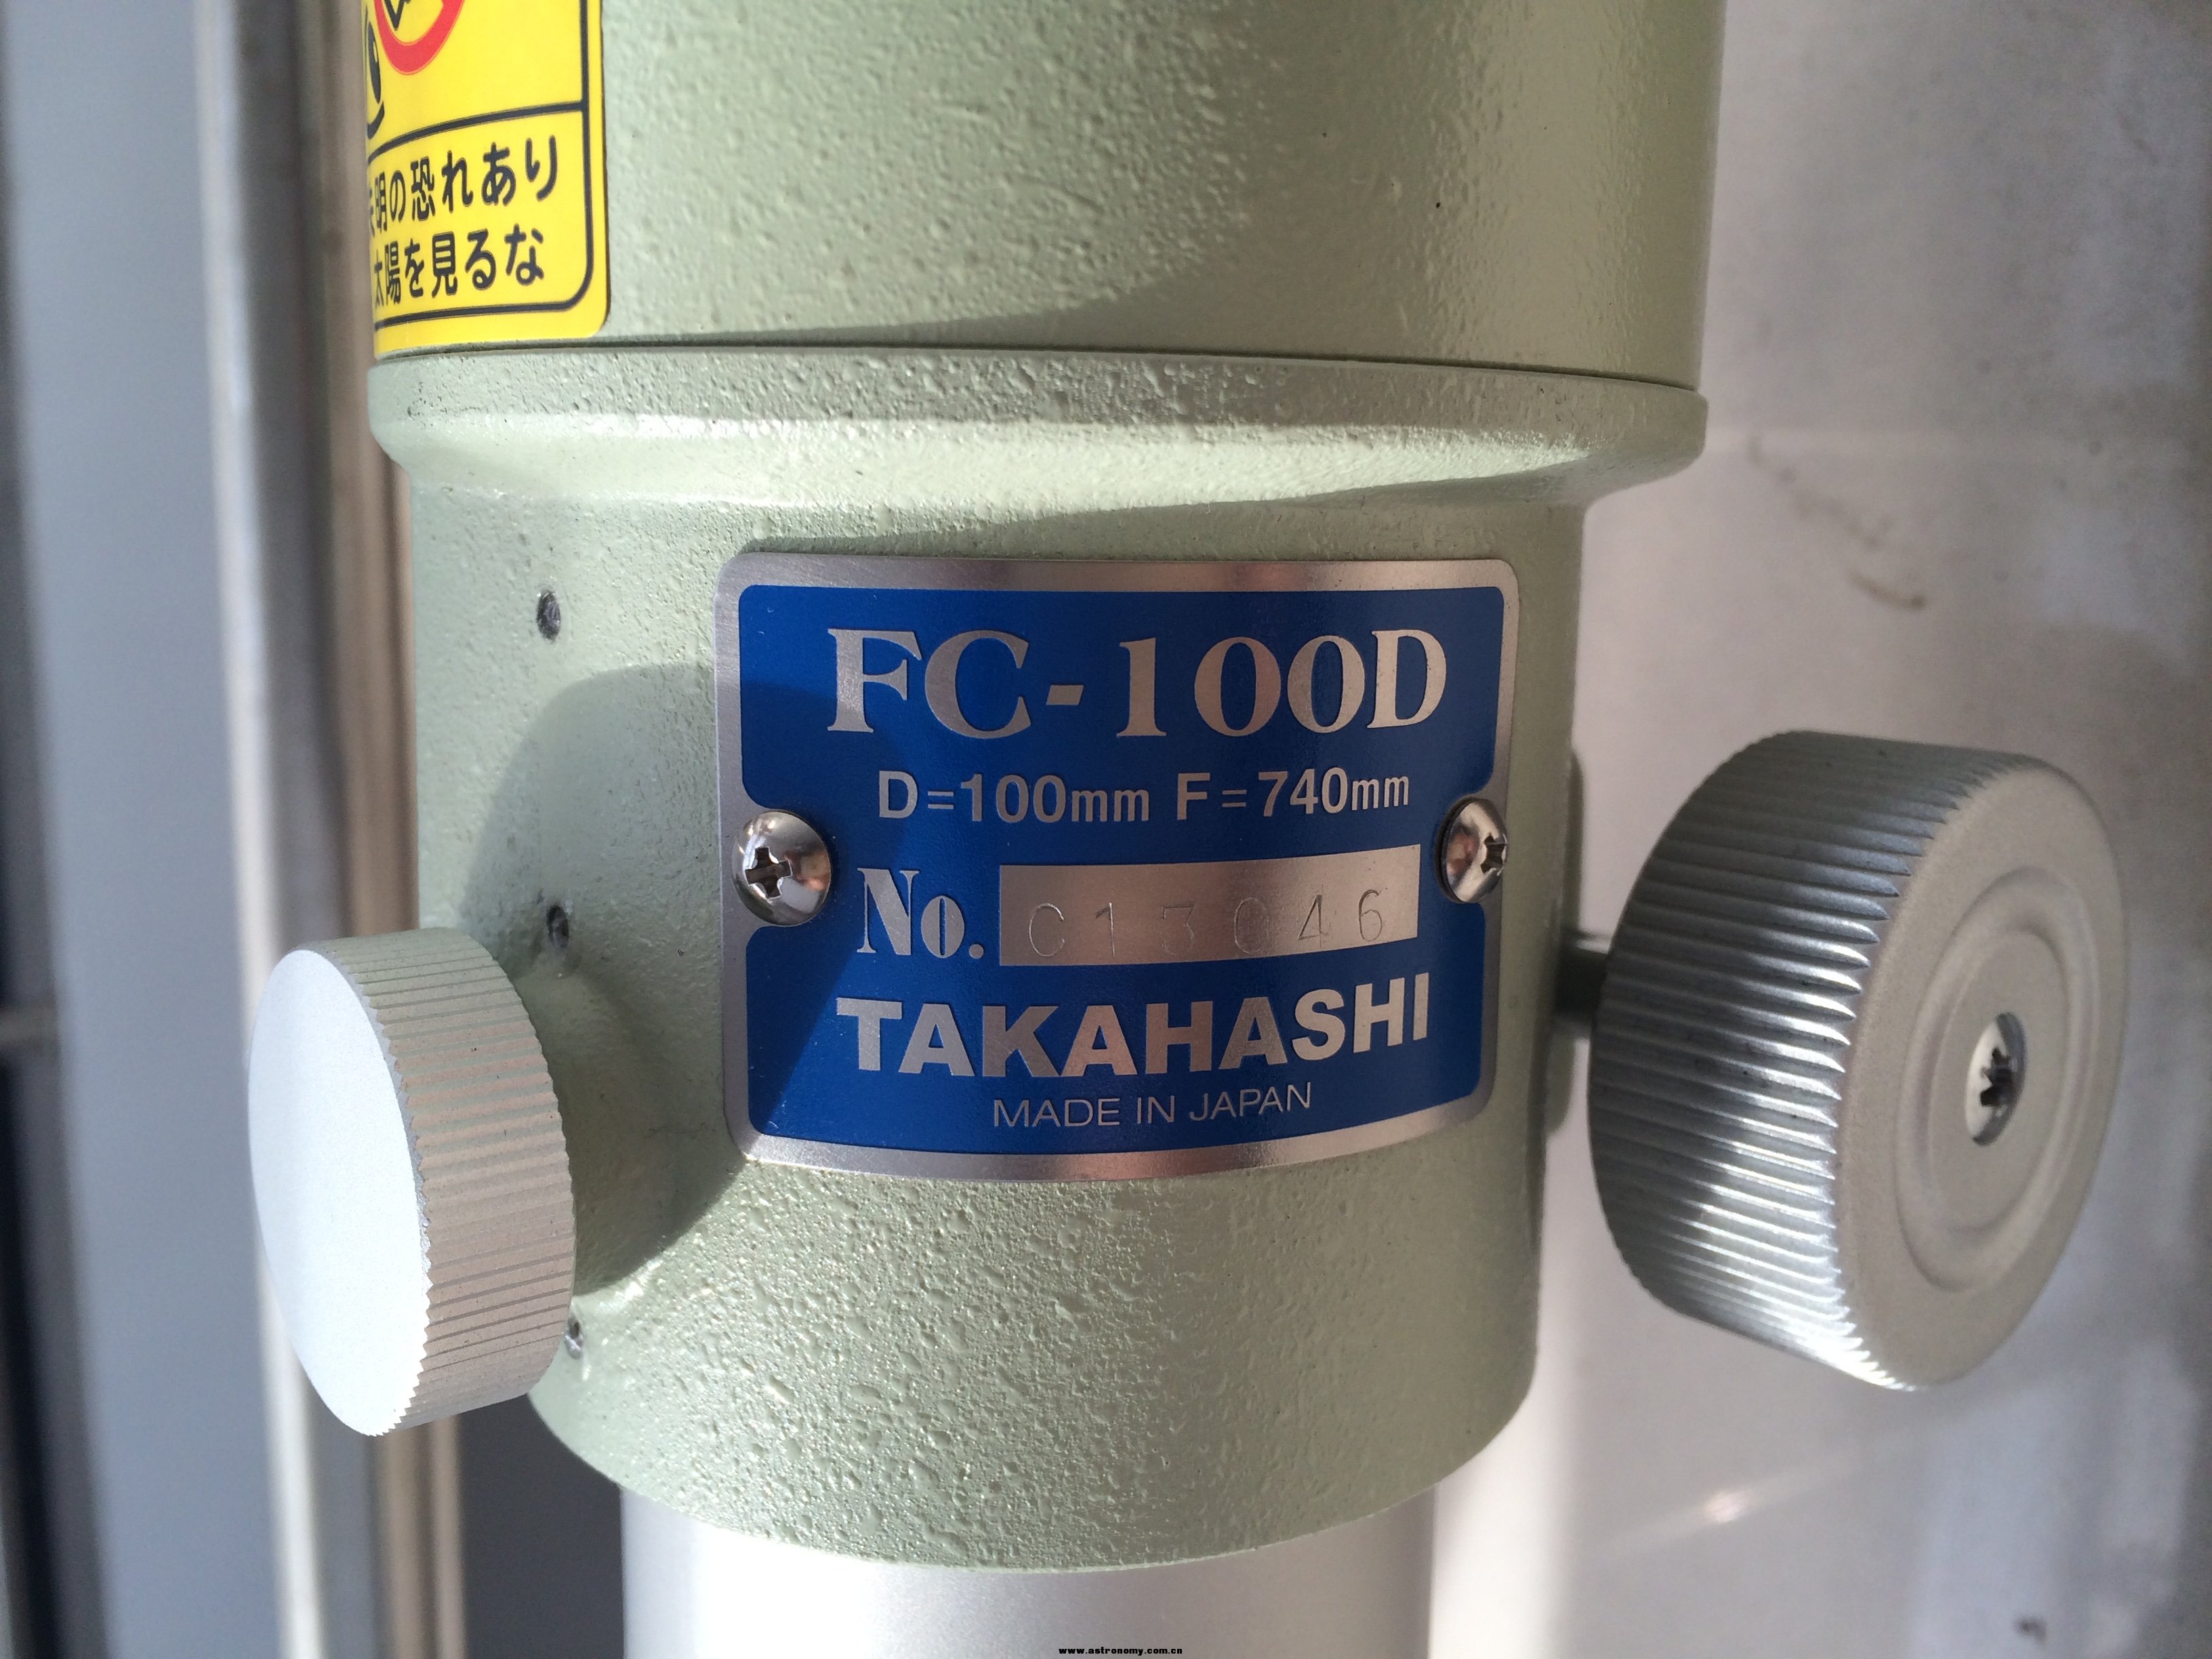 明の恐れあり
太陽を見るな
FC-100D
D=100mm F=740mm
No. C13046
TAKAHASHI
MADE IN JAPAN
www.astronomy.com.cn